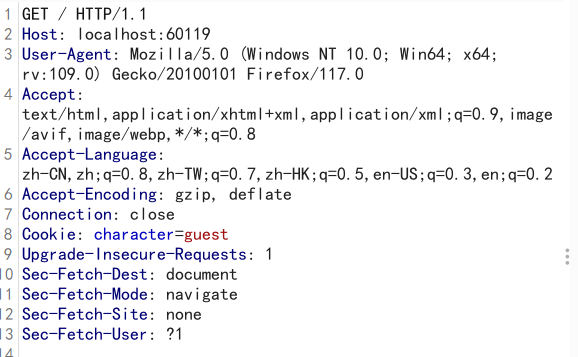 1 GET / HTTP/1.1
2 Host: localhost:60119
3 User-Agent: Mozilla/5.0 (Windows NT 10.0; Win64; x64;
rv:109.0) Gecko/20100101 Firefox/117.0
4 Accept:
text/html,application/xhtml+xml,application/xml;q=0.9,image
/avif,image/webp,*/*;q=0.8
5 Accept-Language:
zh-CN,zh;q=0.8,zh-TW;q=0.7,zh-HK;q=0.5,en-US;q=0.3,en;q=0.2
6 Accept-Encoding: gzip, deflate
7 Connection: close
8 Cookie: character=guest
9 Upgrade-Insecure-Requests: 1
10 Sec-Fetch-Dest: document
11 Sec-Fetch-Mode: navigate
12 Sec-Fetch-Site: none
13 Sec-Fetch-User: ?1
14